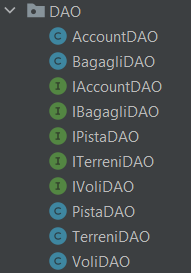 DAO
C AccountDAO
C BagagliDAO
I IAccountDAO
I IBagagliDAO
I IPistaDAO
I ITerreniDAO
I IVoliDAO
C PistaDAO
C TerreniDAO
C VoliDAO